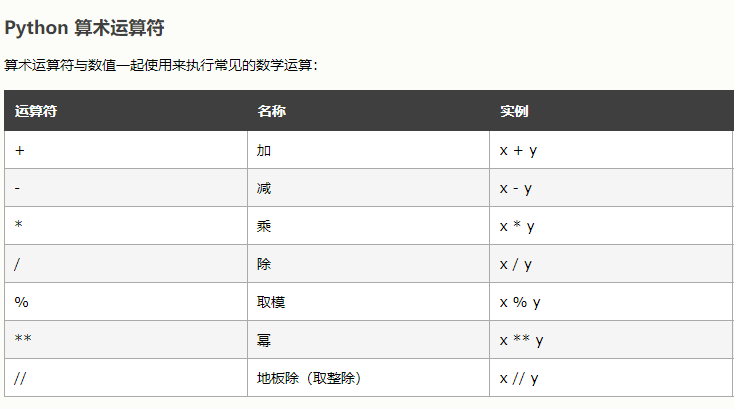 Python 算术运算符
算术运算符与数值一起使用来执行常见的数学运算：
运算符 名称 实例
+ 加 x + y
- 减 x - y
* 乘 x * y
/ 除 x / y
% 取模 x % y
** 幂 x ** y
// 地板除（取整除） x // y